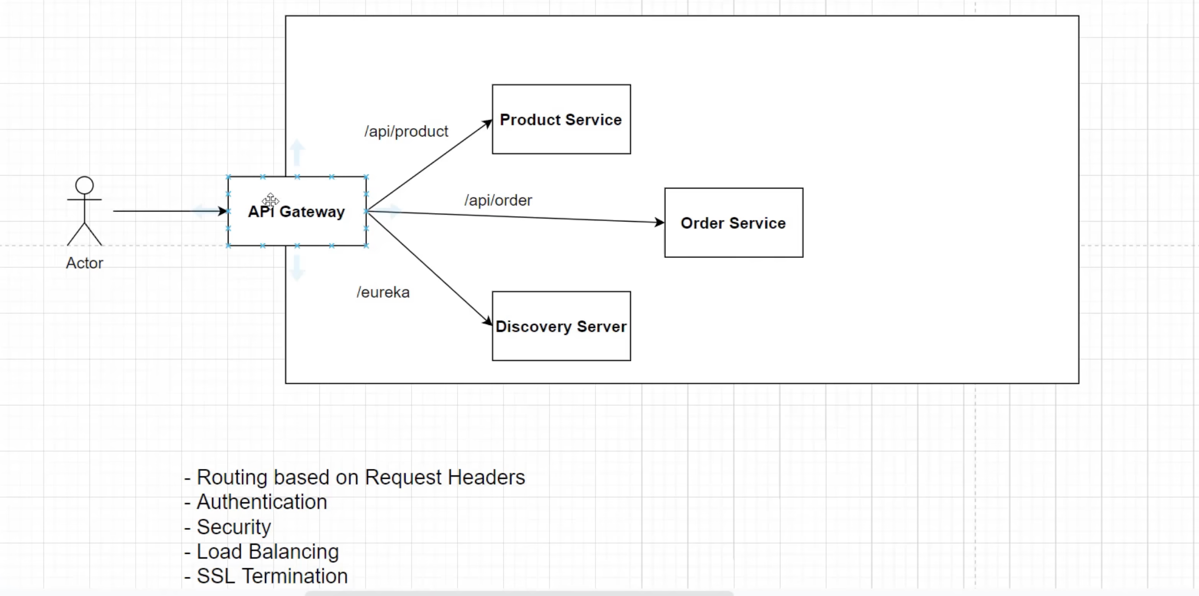 /api/product
Product Service
/api/order
API Gateway
Order Service
Actor
/eureka
Discovery Server
- Routing based on Request Headers
- Authentication
- Security
- Load Balancing
- SSL Termination